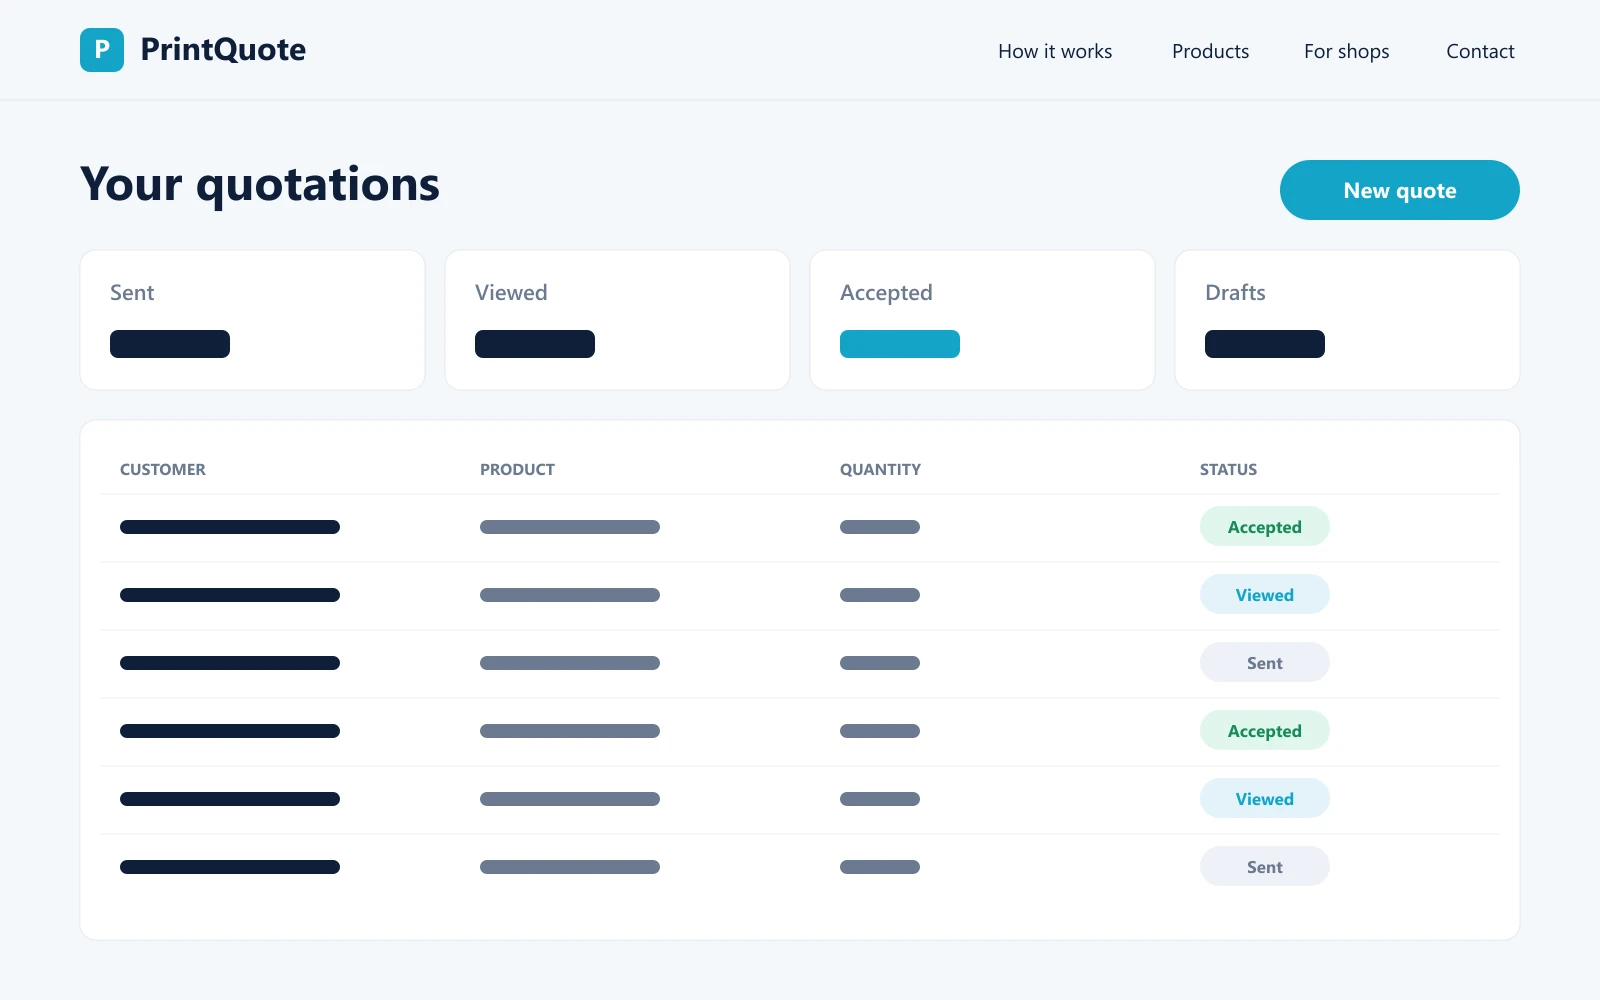 P PrintQuote How it works Products For shops Contact
Your quotations New quote
Sent Viewed Accepted Drafts
CUSTOMER PRODUCT QUANTITY STATUS
Accepted
Viewed
Sent
Accepted
Viewed
Sent